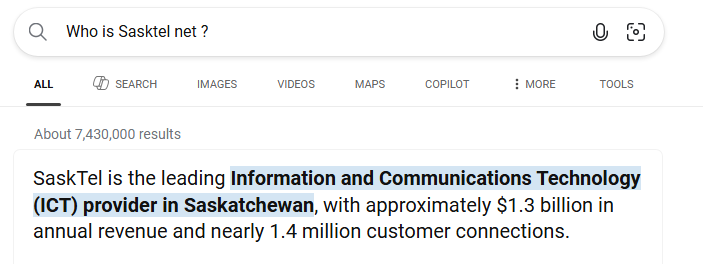 Who is Sasktel net ?
ALL SEARCH IMAGES VIDEOS MAPS COPILOT MORE TOOLS
About 7,430,000 results
SaskTel is the leading Information and Communications Technology
(ICT) provider in Saskatchewan, with approximately $1.3 billion in
annual revenue and nearly 1.4 million customer connections.